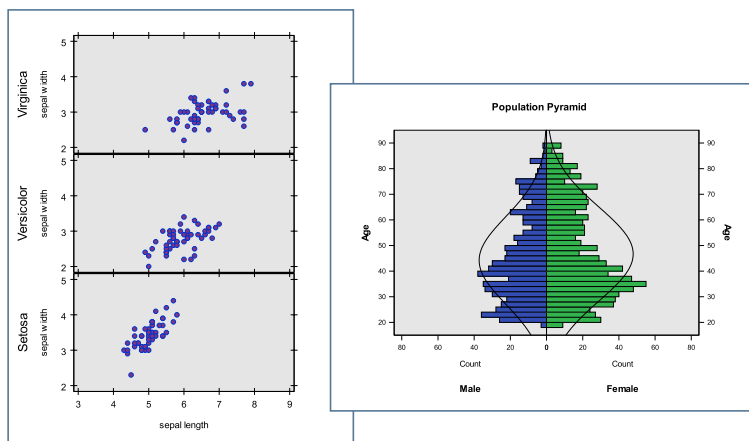 Virginica
sepal width
5
4
3
2
Versicolor
sepal width
5
4
3
2
Setosa
sepal width
5
4
3
2
3 4 5 6 7 8 9
sepal length
Population Pyramid
Age
90
80
70
60
50
40
30
20
90
80
70
60
50
40
30
20
Age
80 60 40 20 0 0 20 40 60 80
Count Count
Male Female